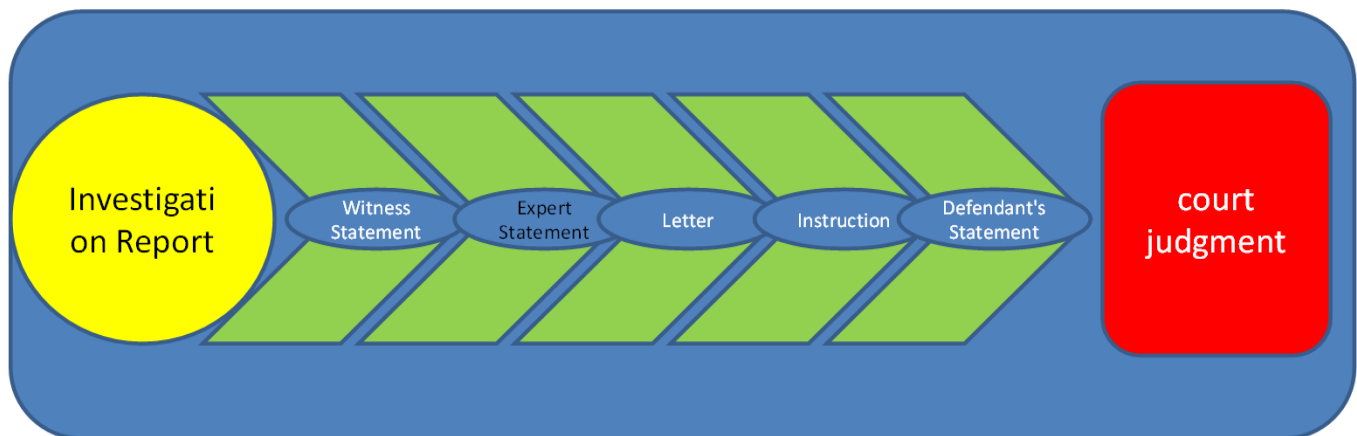 Investigati
on Report
Witness
Statement
Expert
Statement
Letter
Instruction
Defendant's
Statement
court
judgment